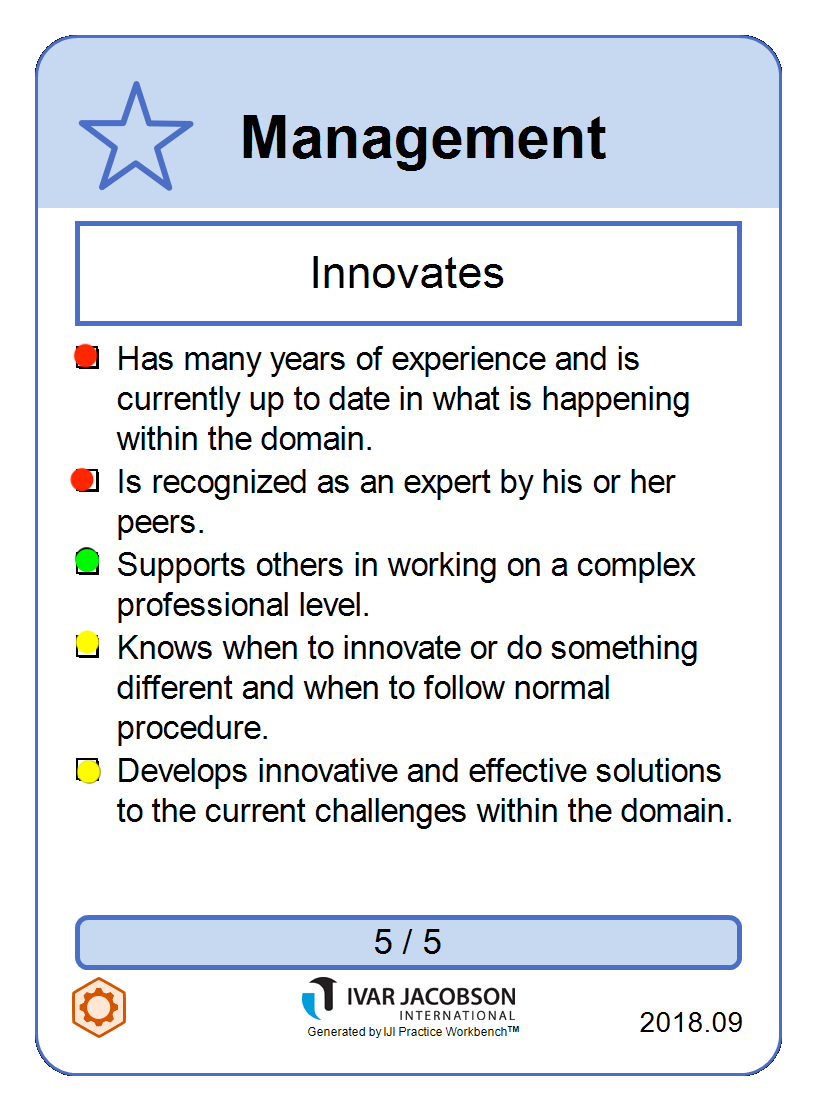 Management
Innovates
Has many years of experience and is
currently up to date in what is happening
within the domain.
Is recognized as an expert by his or her
peers.
Supports others in working on a complex
professional level.
Knows when to innovate or do something
different and when to follow normal
procedure.
Develops innovative and effective solutions
to the current challenges within the domain.
5 / 5
IVAR JACOBSON
INTERNATIONAL
Generated by IJI Practice Workbench™
2018.09